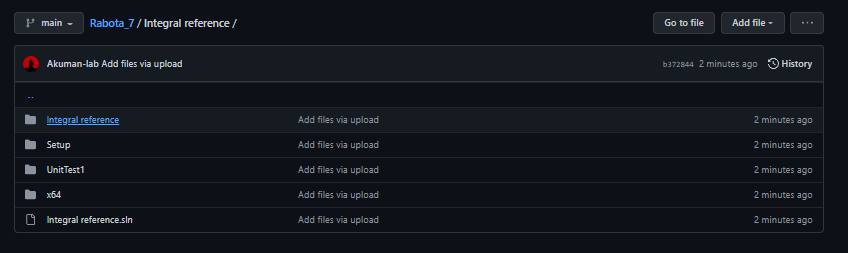 main Rabota_7 / Integral reference / Go to file Add file ...
Akuman-lab Add files via upload b372844 2 minutes ago History
..
Integral reference Add files via upload 2 minutes ago
Setup Add files via upload 2 minutes ago
UnitTest1 Add files via upload 2 minutes ago
x64 Add files via upload 2 minutes ago
Integral reference.sln Add files via upload 2 minutes ago